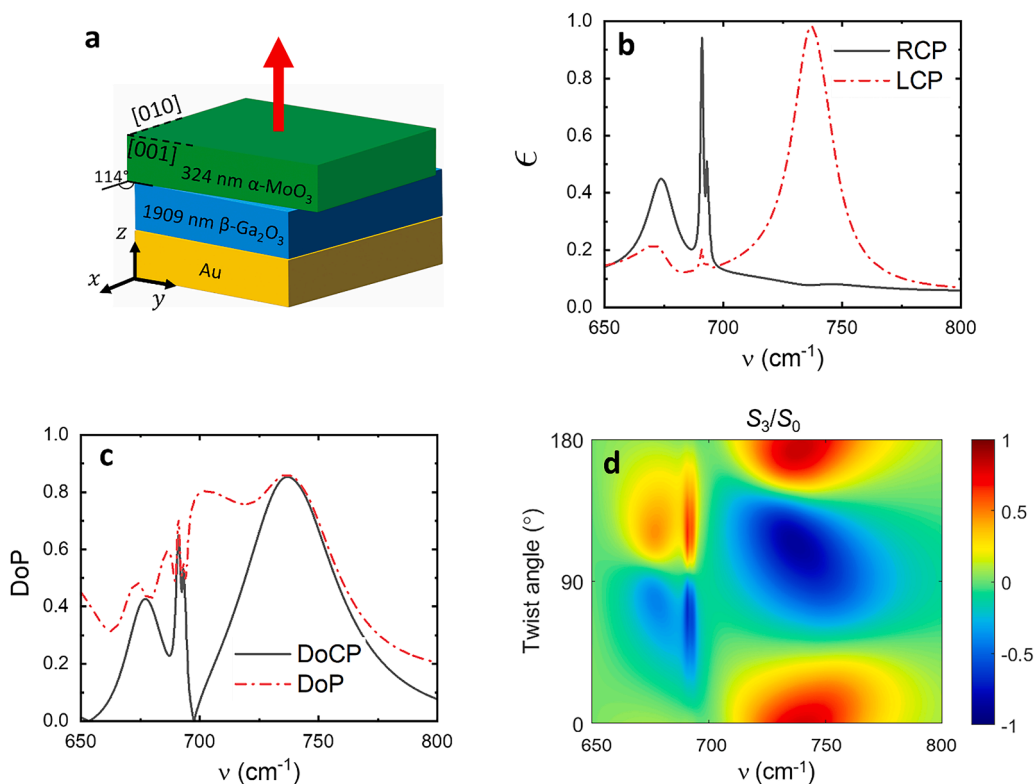 a
[010]
[001]
324 nm α-MoO₃
114°
1909 nm β-Ga₂O₃
Au
z
x
y
b
RCP
LCP
1.0
0.8
0.6
0.4
0.2
0.0
ϵ
650 700 750 800
ν (cm⁻¹)
c
1.0
0.8
0.6
0.4
0.2
0.0
DoP
DoCP
DoP
650 700 750 800
ν (cm⁻¹)
S₃/S₀
d
180
90
0
Twist angle (°)
650 700 750 800
ν (cm⁻¹)
1
0.5
0
-0.5
-1